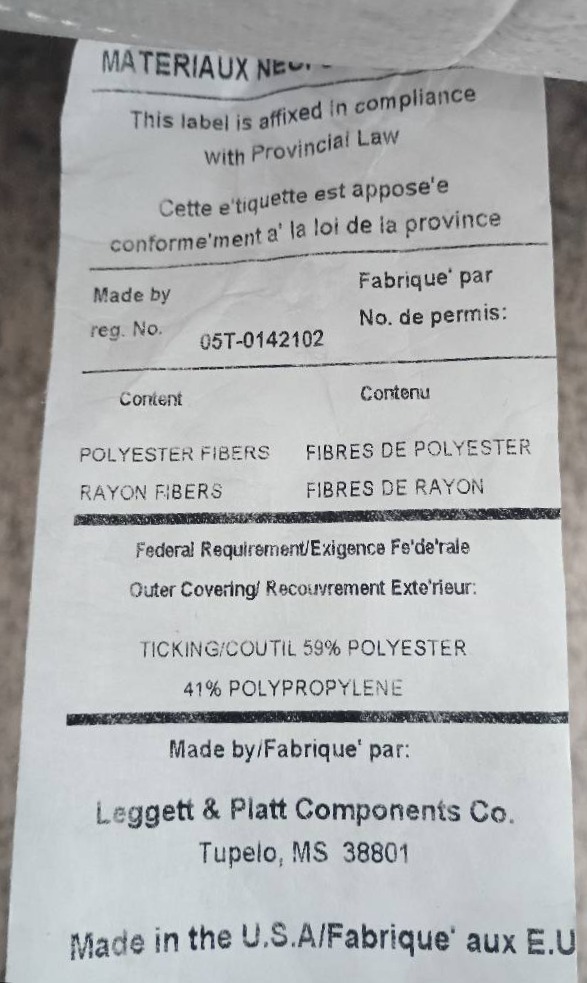 MATERIAUX
This label is affixed in compliance
with Provincial Law
Cette e'tiquette est appose'e
conforme'ment a' la loi de la province
Made by
Fabrique' par
reg. No.
05T-0142102
No. de permis:
Content
Contenu
POLYESTER FIBERS FIBRES DE POLYESTER
RAYON FIBERS FIBRES DE RAYON
Federal Requirement/Exigence Fe'de'rale
Outer Covering/ Recouvrement Exte'rieur:
TICKING/COUTIL 59% POLYESTER
41% POLYPROPYLENE
Made by/Fabrique' par:
Leggett & Platt Components Co.
Tupelo, MS 38801
Made in the U.S.A/Fabrique' aux E.U